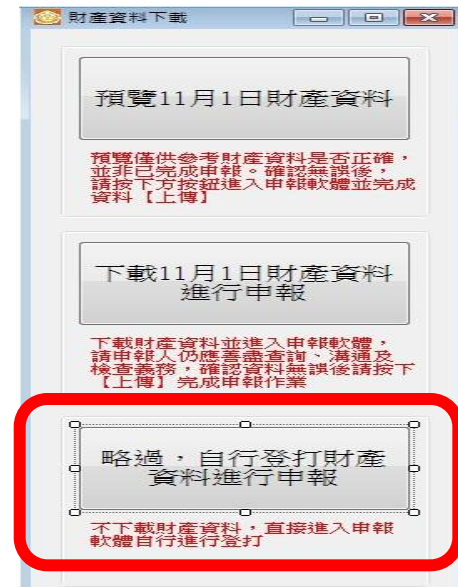 財產資料下載
預覽11月1日財產資料
預覽僅供參考財產資料是否正確，
並非已完成申報。確認無誤後，
請按下方按鈕進入申報軟體並完成
資料【上傳】
下載11月1日財產資料
進行申報
下載財產資料並進入申報軟體，
請申報人仍應善盡查詢、溝通及
檢查義務，確認資料無誤後請按下
【上傳】完成申報作業
略過，自行登打財產
資料進行申報
不下載財產資料，直接進入申報
軟體自行進行登打